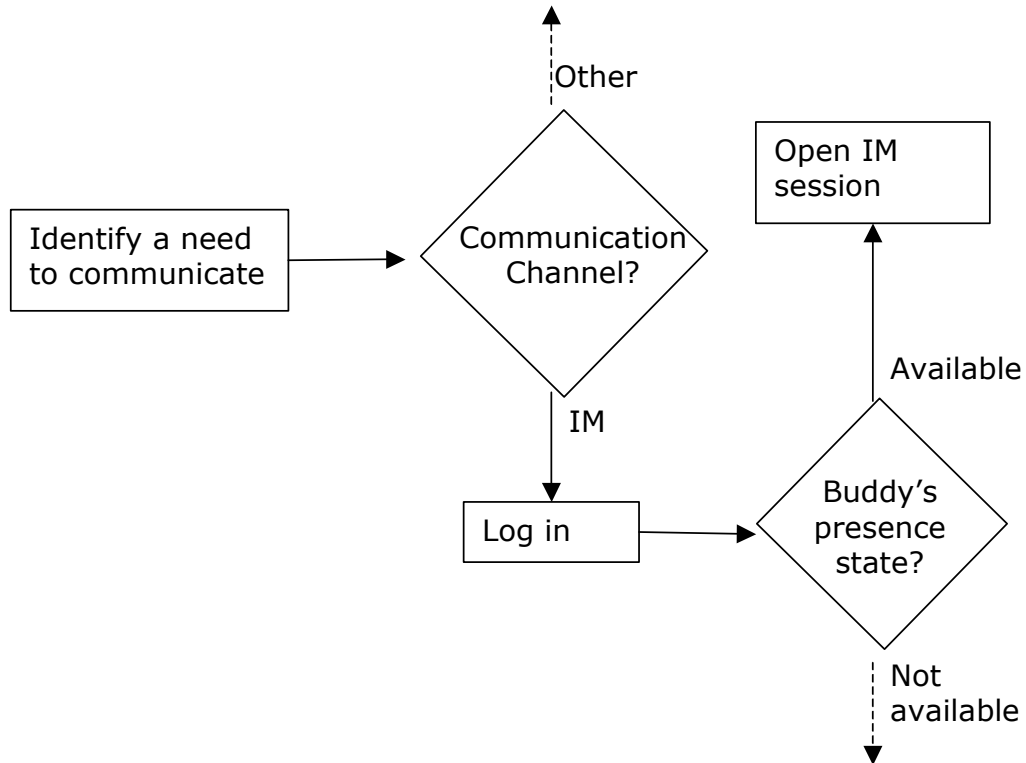 Identify a need
to communicate
Other
Communication
Channel?
IM
Log in
Buddy’s
presence
state?
Available
Open IM
session
Not
available